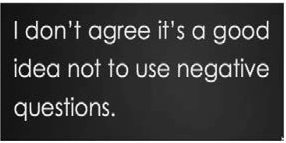 I don't agree it's a good
idea not to use negative
questions.